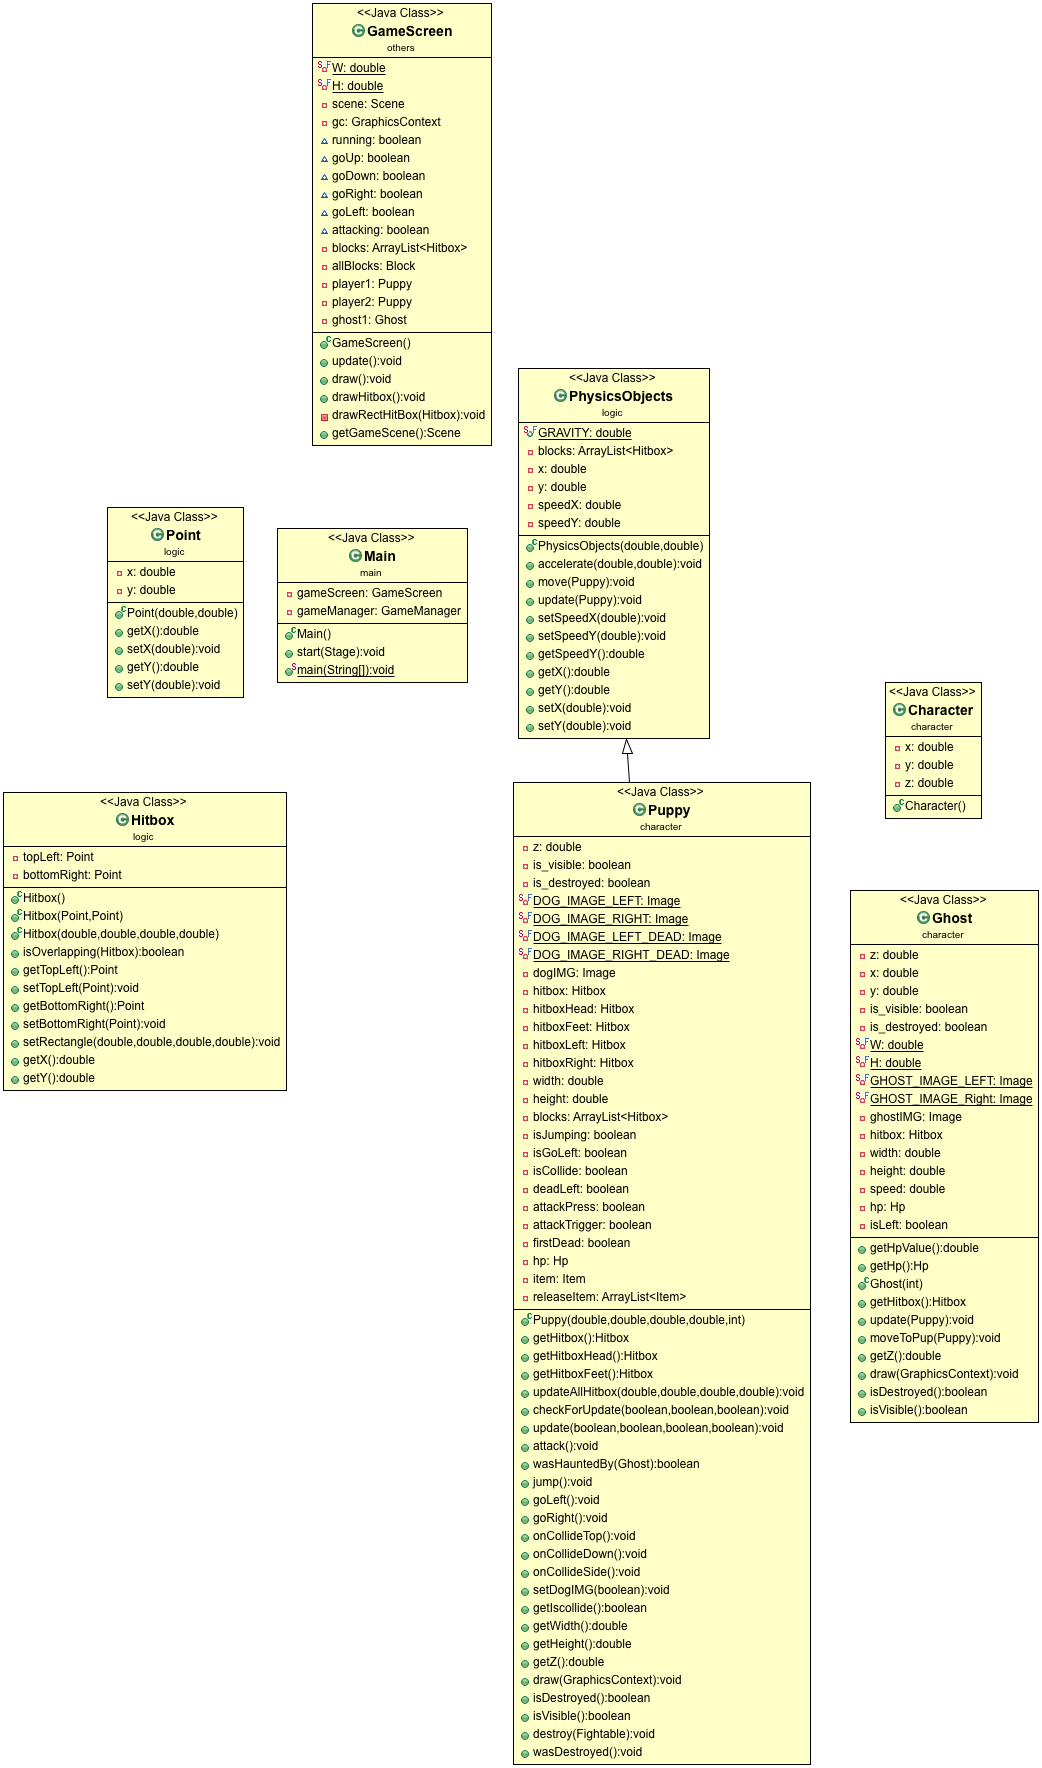 <<Java Class>>
GameScreen
others
W: double
H: double
scene: Scene
gc: GraphicsContext
running: boolean
goUp: boolean
goDown: boolean
goRight: boolean
goLeft: boolean
attacking: boolean
blocks: ArrayList<Hitbox>
allBlocks: Block
player1: Puppy
player2: Puppy
ghost1: Ghost
GameScreen()
update():void
draw():void
drawHitbox():void
drawRectHitBox(Hitbox):void
getGameScene():Scene
<<Java Class>>
PhysicsObjects
logic
GRAVITY: double
blocks: ArrayList<Hitbox>
x: double
y: double
speedX: double
speedY: double
PhysicsObjects(double,double)
accelerate(double,double):void
move(Puppy):void
update(Puppy):void
setSpeedX(double):void
setSpeedY(double):void
getSpeedY():double
getX():double
getY():double
setX(double):void
setY(double):void
<<Java Class>>
Point
logic
x: double
y: double
Point(double,double)
getX():double
setX(double):void
getY():double
setY(double):void
<<Java Class>>
Main
main
gameScreen: GameScreen
gameManager: GameManager
Main()
start(Stage):void
main(String[]):void
<<Java Class>>
Character
character
x: double
y: double
z: double
Character()
<<Java Class>>
Hitbox
logic
topLeft: Point
bottomRight: Point
Hitbox()
Hitbox(Point,Point)
Hitbox(double,double,double,double)
isOverlapping(Hitbox):boolean
getTopLeft():Point
setTopLeft(Point):void
getBottomRight():Point
setBottomRight(Point):void
setRectangle(double,double,double,double):void
getX():double
getY():double
<<Java Class>>
Puppy
character
z: double
is_visible: boolean
is_destroyed: boolean
DOG_IMAGE_LEFT: Image
DOG_IMAGE_RIGHT: Image
DOG_IMAGE_LEFT_DEAD: Image
DOG_IMAGE_RIGHT_DEAD: Image
dogIMG: Image
hitbox: Hitbox
hitboxHead: Hitbox
hitboxFeet: Hitbox
hitboxLeft: Hitbox
hitboxRight: Hitbox
width: double
height: double
blocks: ArrayList<Hitbox>
isJumping: boolean
isGoLeft: boolean
isCollide: boolean
deadLeft: boolean
attackPress: boolean
attackTrigger: boolean
firstDead: boolean
hp: Hp
item: Item
releaseItem: ArrayList<Item>
Puppy(double,double,double,double,int)
getHitbox():Hitbox
getHitboxHead():Hitbox
getHitboxFeet():Hitbox
updateAllHitbox(double,double,double,double):void
checkForUpdate(boolean,boolean,boolean):void
update(boolean,boolean,boolean,boolean):void
attack():void
wasHauntedBy(Ghost):boolean
jump():void
goLeft():void
goRight():void
onCollideTop():void
onCollideDown():void
onCollideSide():void
setDogIMG(boolean):void
getIscollide():boolean
getWidth():double
getHeight():double
getZ():double
draw(GraphicsContext):void
isDestroyed():boolean
isVisible():boolean
destroy(Fightable):void
wasDestroyed():void
<<Java Class>>
Ghost
character
z: double
x: double
y: double
is_visible: boolean
is_destroyed: boolean
W: double
H: double
GHOST_IMAGE_LEFT: Image
GHOST_IMAGE_Right: Image
ghostIMG: Image
hitbox: Hitbox
width: double
height: double
speed: double
hp: Hp
isLeft: boolean
getHpValue():double
getHp():Hp
Ghost(int)
getHitbox():Hitbox
update(Puppy):void
moveToPup(Puppy):void
getZ():double
draw(GraphicsContext):void
isDestroyed():boolean
isVisible():boolean